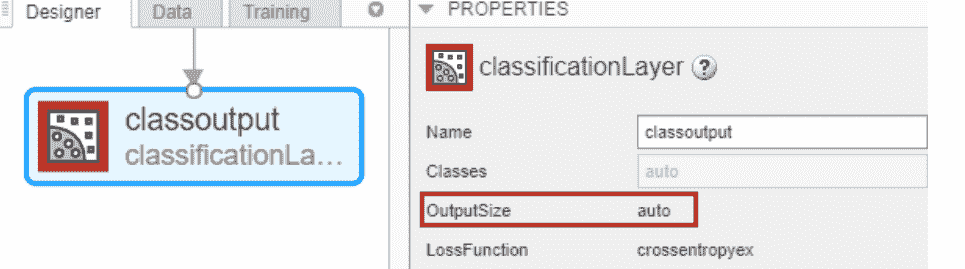 Designer
Data
Training
classoutput
classificationLa...
PROPERTIES
classificationLayer ?
Name classoutput
Classes auto
OutputSize auto
LossFunction crossentropyex